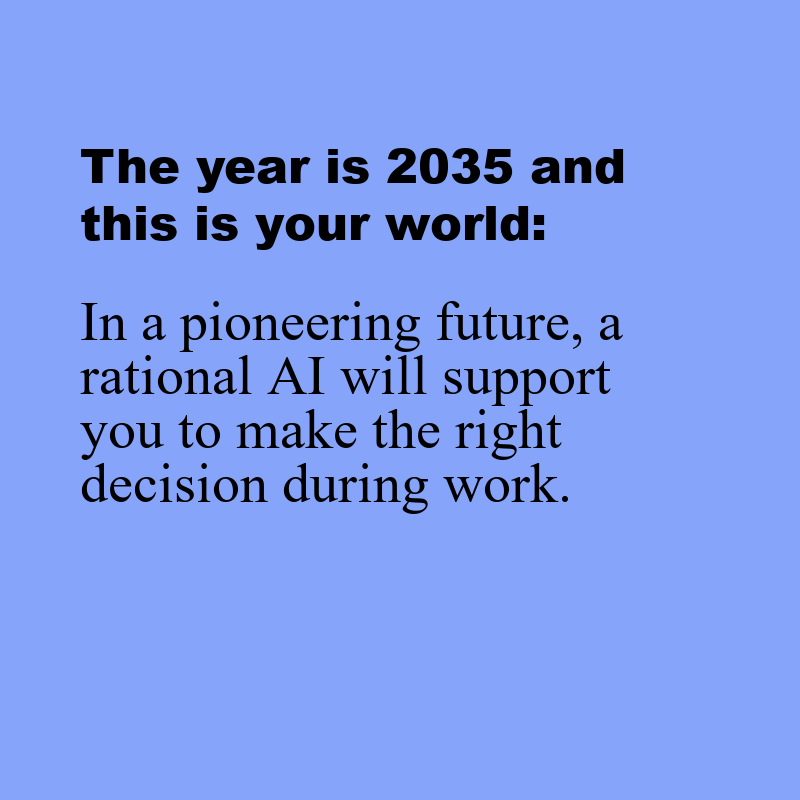 The year is 2035 and
this is your world:
In a pioneering future, a
rational AI will support
you to make the right
decision during work.